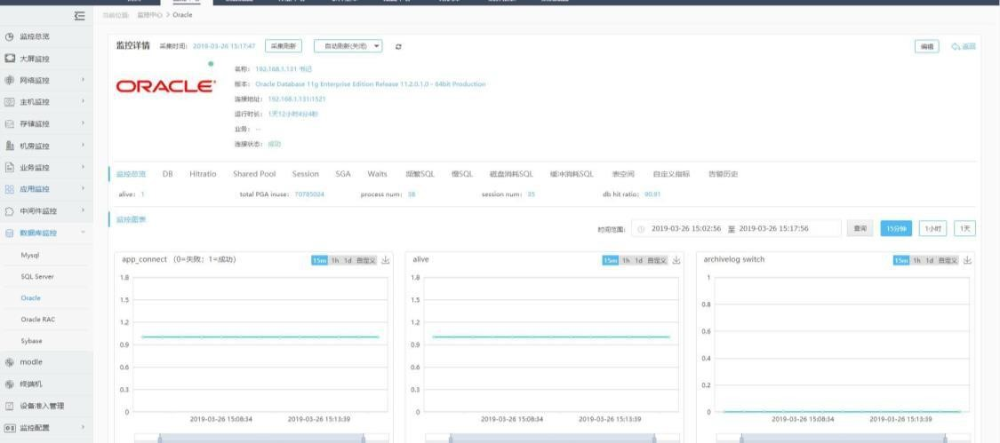 当前位置: 监控中心 > Oracle
监控总览
大屏监控
网络监控
主机监控
存储监控
机房监控
业务监控
应用监控
中间件监控
数据库监控
Mysql
SQL Server
Oracle
Oracle RAC
Sybase
modle
终端机
设备准入管理
监控配置
监控详情 采集时间: 2019-03-26 15:17:47 采集刷新 自动刷新(关闭) 编辑 返回
ORACLE
名称: 192.168.1.131 书记
版本: Oracle Database 11g Enterprise Edition Release 11.2.0.1.0 - 64bit Production
连接地址: 192.168.1.131:1521
运行时长: 1天12小时4分4秒
业务: --
连接状态: 成功
监控总览 DB Hitratio Shared Pool Session SGA Waits 频繁SQL 慢SQL 磁盘消耗SQL 缓冲消耗SQL 表空间 自定义指标 告警历史
alive: 1 total PGA inuse: 70785024 process num: 38 session num: 35 db hit ratio: 90.91
监控图表
时间范围: 2019-03-26 15:02:56 至 2019-03-26 15:17:56 查询 15分钟 1小时 1天
app_connect (0=失败; 1=成功) 15m 1h 1d 自定义
1.8
1.5
1.2
0.9
0.6
0.3
0
2019-03-26 15:08:34 2019-03-26 15:13:39
alive 15m 1h 1d 自定义
1.8
1.5
1.2
0.9
0.6
0.3
0
2019-03-26 15:08:34 2019-03-26 15:13:39
archivelog switch 15m 1h 1d 自定义
1
0.8
0.6
0.4
0.2
0
2019-03-26 15:08:34 2019-03-26 15:13:39